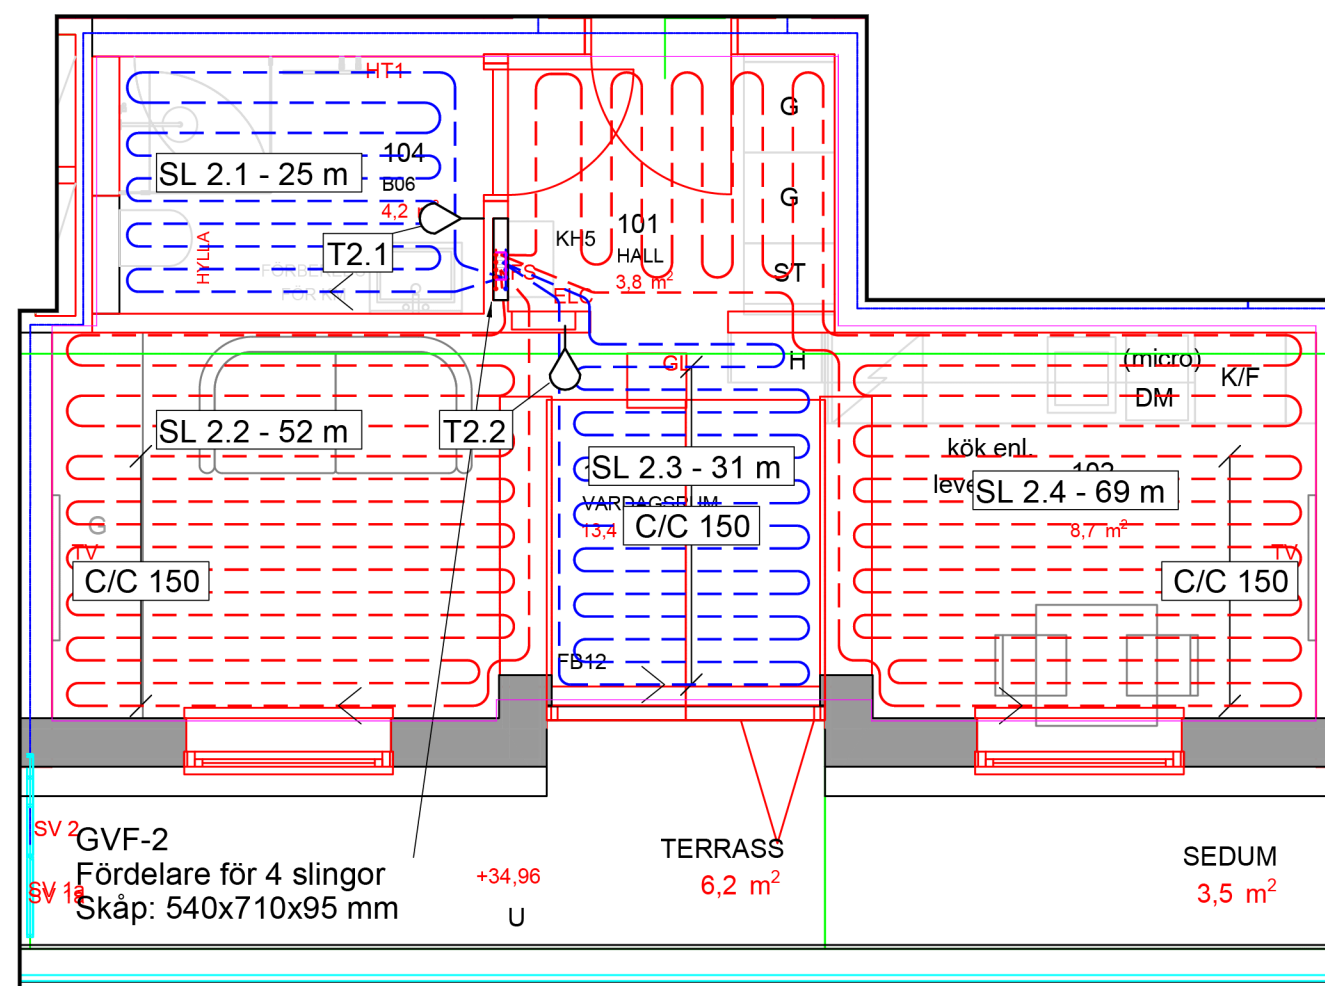 HT1
G
104
SL 2.1 - 25 m
B06
4,2
G
101
KH5
T2.1
HALL
HYLLA
ST
3,8 m²
ELC
GL
H
(micro)
K/F
DM
SL 2.2 - 52 m
T2.2
kök enl.
SL 2.3 - 31 m
SL 2.4 - 69 m
VARDAGSRUM
13,4
C/C 150
8,7 m²
G
TV
TV
C/C 150
C/C 150
FB12
SV 2
GVF-2
TERRASS
SEDUM
Fördelare för 4 slingor
+34,96
6,2 m²
3,5 m²
SV 1a
Skåp: 540x710x95 mm
U